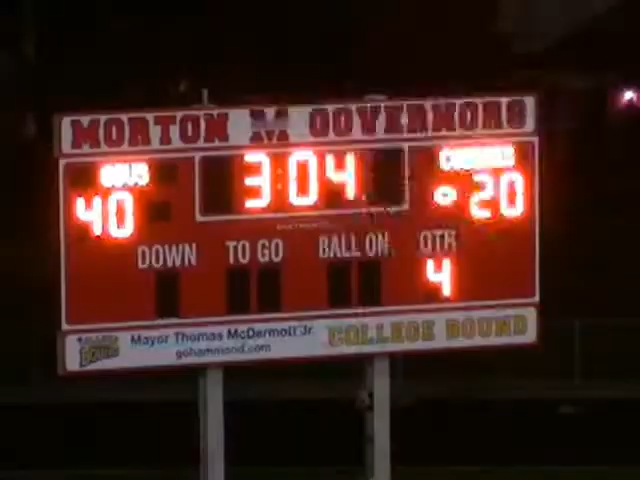 MORTON M GOVERNORS
GOVS 3:04
40 20
DOWN TO GO BALL ON QTR
4
Mayor Thomas McDermott Jr. COLLEGE BOUND
gohammond.com